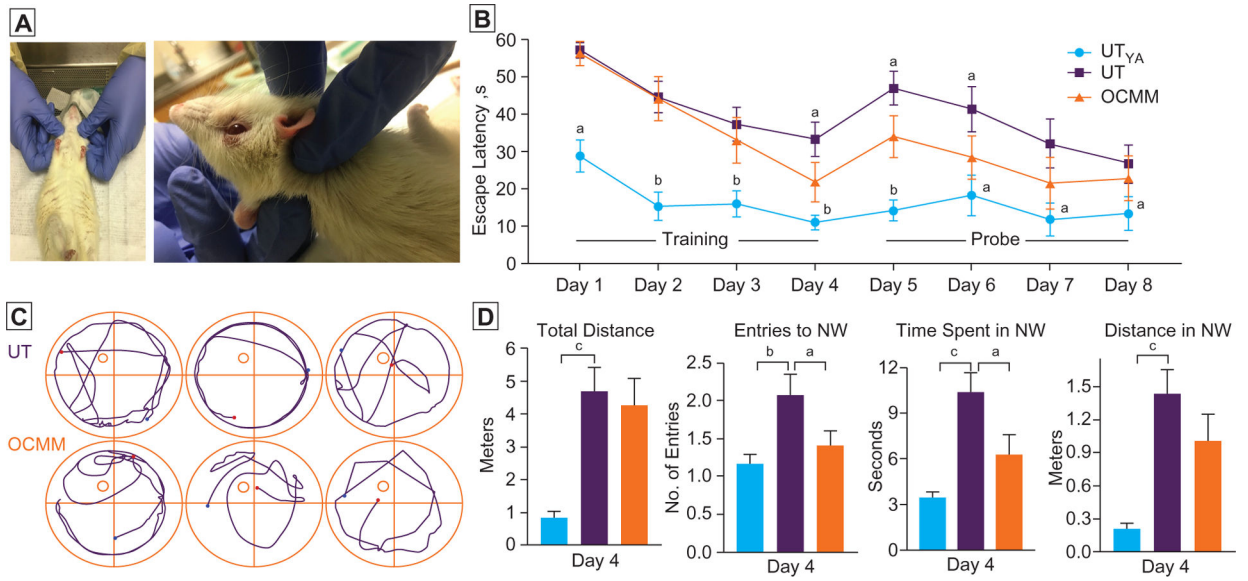 A
B
Escape Latency ,s
60
50
40
30
20
10
0
a
b
b
a
b
a
b
a
a
a
a
UT YA
UT
OCMM
Training
Probe
Day 1
Day 2
Day 3
Day 4
Day 5
Day 6
Day 7
Day 8
C
UT
OCMM
D
Total Distance
c
Meters
6
5
4
3
2
1
0
Day 4
Entries to NW
b
a
No. of Entries
2.5
2.0
1.5
1.0
0.5
0.0
Day 4
Time Spent in NW
c
a
Seconds
12
9
6
3
0
Day 4
Distance in NW
c
Meters
1.5
1.2
0.9
0.6
0.3
0.0
Day 4